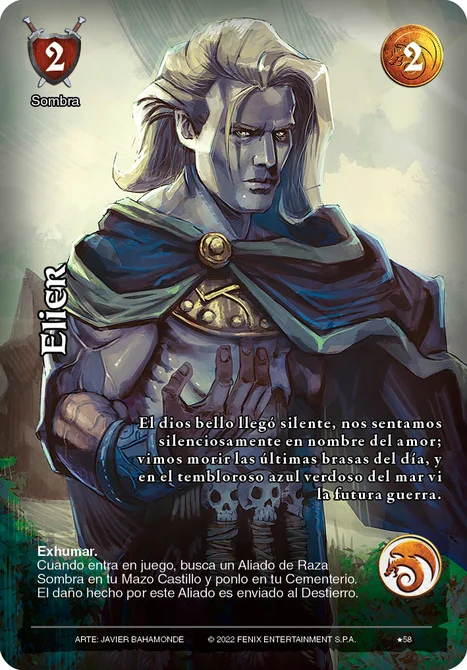 2
2
Sombra
Elier
El dios bello llegó silente, nos sentamos
silenciosamente en nombre del amor;
vimos morir las últimas brasas del día, y
en el tembloroso azul verdoso del mar vi
la futura guerra.
Exhumar.
Cuando entra en juego, busca un Aliado de Raza
Sombra en tu Mazo Castillo y ponlo en tu Cementerio.
El daño hecho por este Aliado es enviado al Destierro.
ARTE: JAVIER BAHAMONDE © 2022 FENIX ENTERTAINMENT S.P.A. ★58